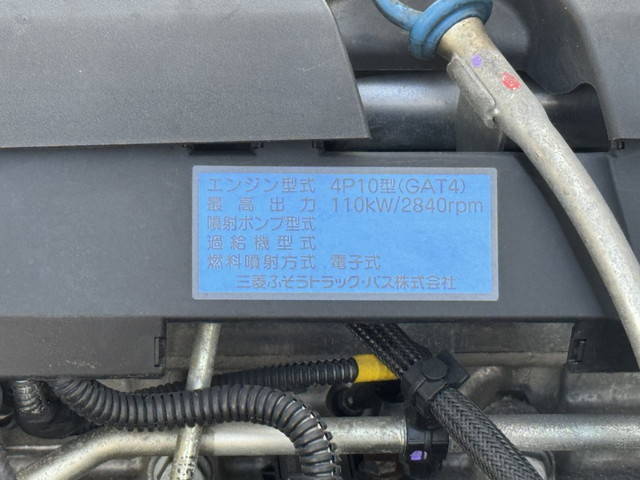 エンジン型式 4P10型(GAT4)
最高出力 110kW/2840rpm
噴射ポンプ型式
過給機型式
燃料噴射方式 電子式
三菱ふそうトラック・バス株式会社